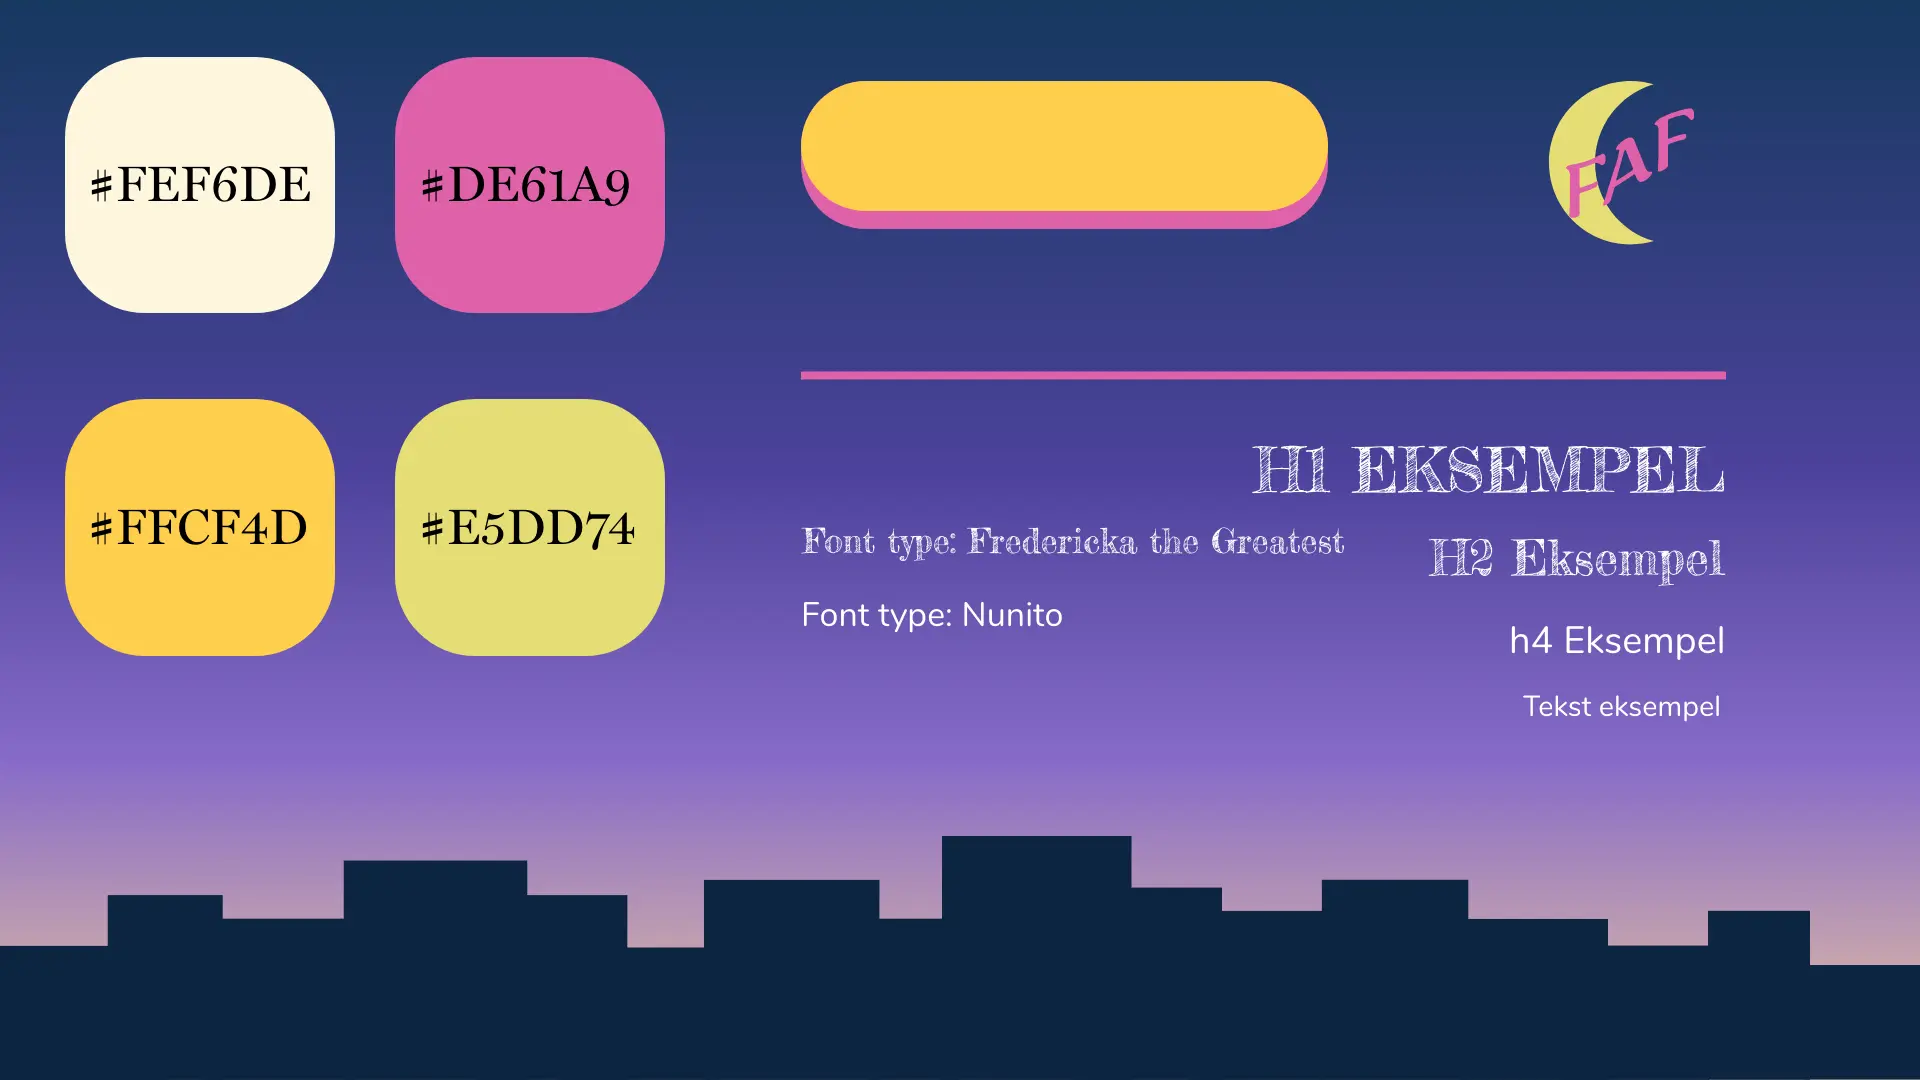 #FEF6DE
#DE61A9
FAF
#FFCF4D
#E5DD74
H1 EKSEMPEL
Font type: Fredericka the Greatest
H2 Eksempel
Font type: Nunito
h4 Eksempel
Tekst eksempel